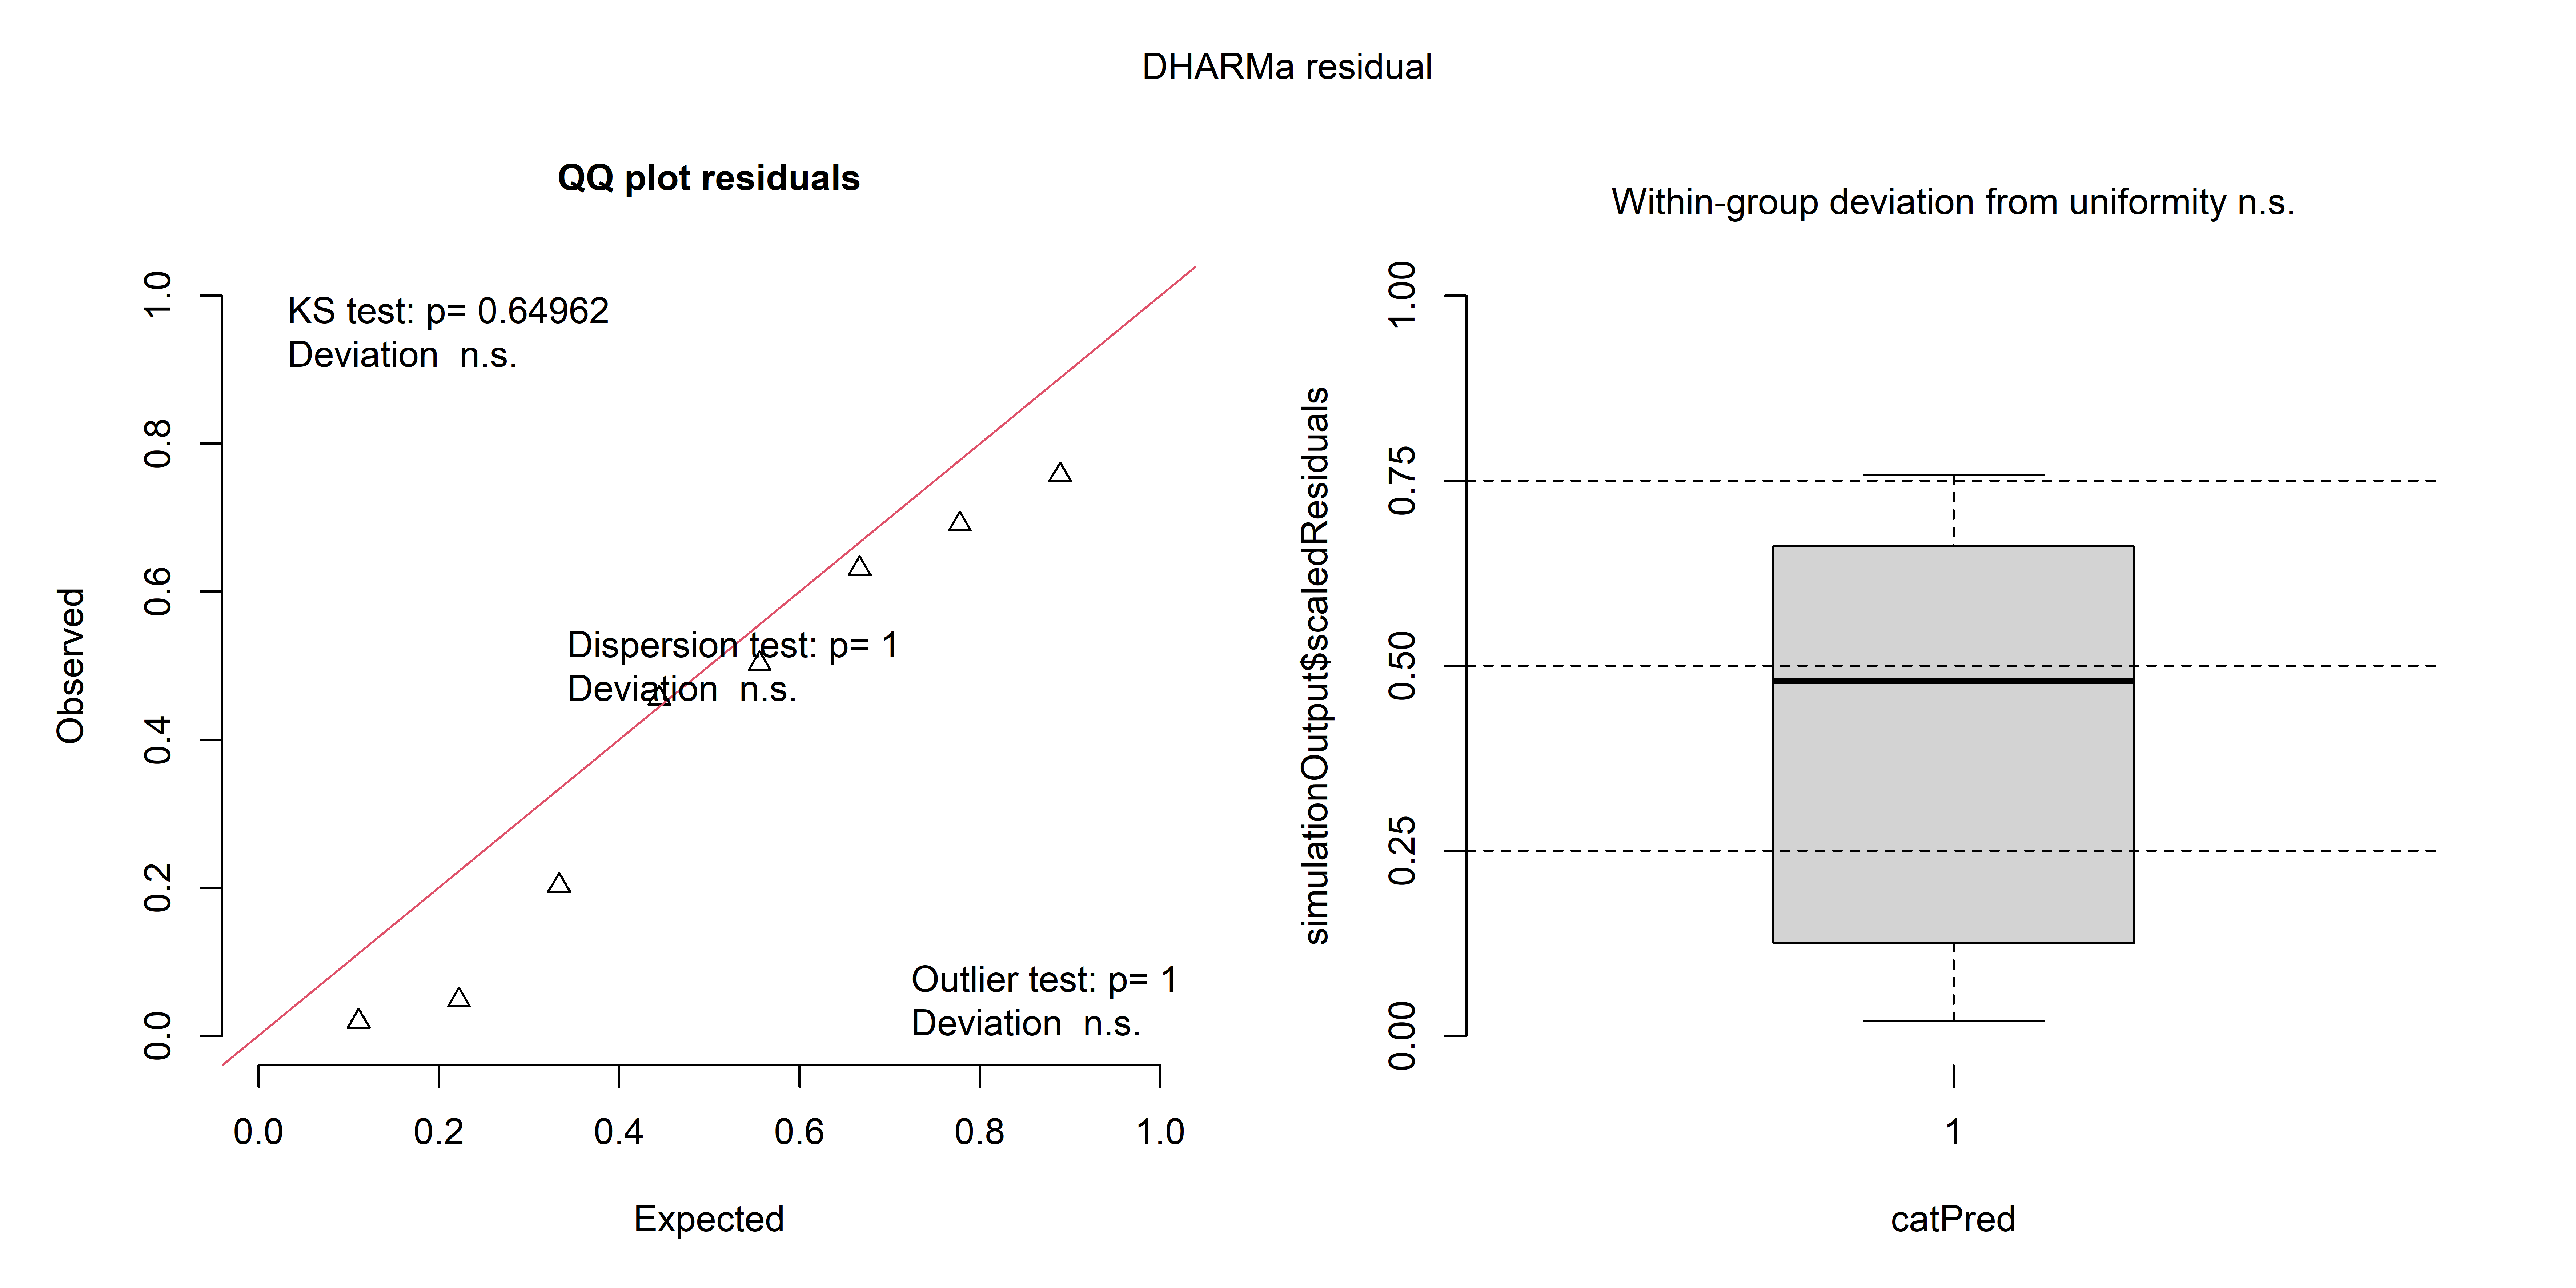 DHARMa residual
QQ plot residuals
KS test: p= 0.64962
Deviation  n.s.
Dispersion test: p= 1
Deviation  n.s.
Outlier test: p= 1
Deviation  n.s.
Observed
0.0
0.2
0.4
0.6
0.8
1.0
0.0 0.2 0.4 0.6 0.8 1.0
Expected
Within-group deviation from uniformity n.s.
simulationOutput$scaledResiduals
0.00
0.25
0.50
0.75
1.00
1
catPred